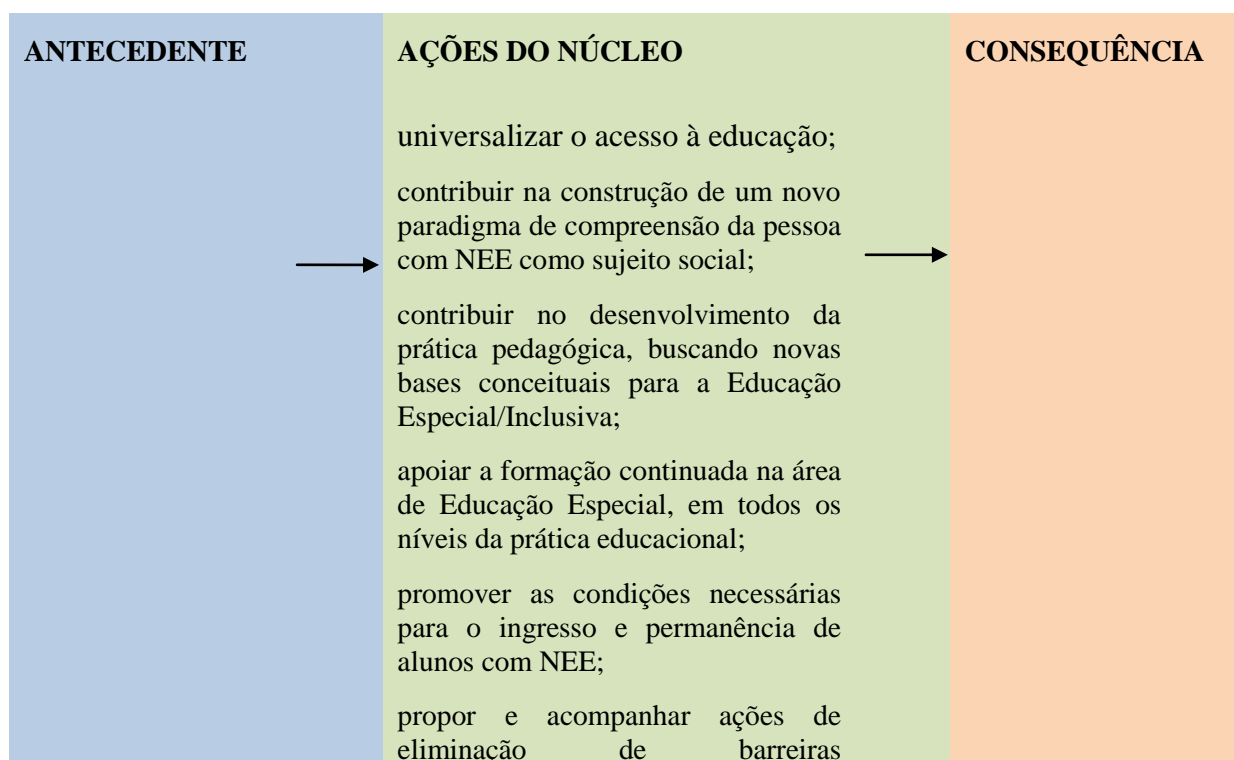 ANTECEDENTE
AÇÕES DO NÚCLEO
CONSEQUÊNCIA
universalizar o acesso à educação;
contribuir na construção de um novo
paradigma de compreensão da pessoa
com NEE como sujeito social;
contribuir no desenvolvimento da
prática pedagógica, buscando novas
bases conceituais para a Educação
Especial/Inclusiva;
apoiar a formação continuada na área
de Educação Especial, em todos os
níveis da prática educacional;
promover as condições necessárias
para o ingresso e permanência de
alunos com NEE;
propor e acompanhar ações de
eliminação de barreiras